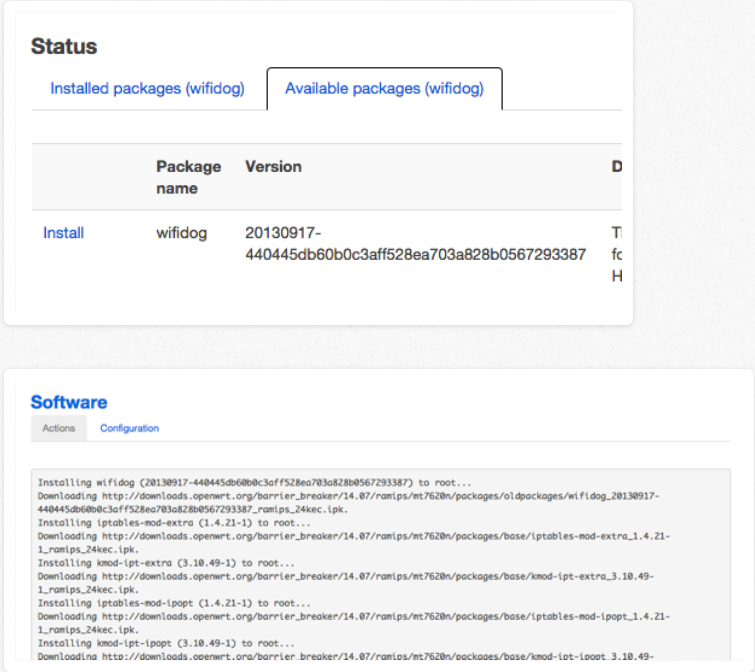 Status
Installed packages (wifidog) Available packages (wifidog)
Package name Version D
Install wifidog 20130917-
440445db60b0c3aff528ea703a828b0567293387 Tl
fc
H
Software
Actions Configuration
Installing wifidog (20130917-440445db60b0c3aff528ea703a828b0567293387) to root...
Downloading http://downloads.openwrt.org/barrier_breaker/14.07/ramips/mt7620n/packages/oldpackages/wifidog_20130917-
440445db60b0c3aff528ea703a828b0567293387_ramips_24kec.ipk.
Installing iptables-mod-extra (1.4.21-1) to root...
Downloading http://downloads.openwrt.org/barrier_breaker/14.07/ramips/mt7620n/packages/base/iptables-mod-extra_1.4.21-
1_ramips_24kec.ipk.
Installing kmod-ipt-extra (3.10.49-1) to root...
Downloading http://downloads.openwrt.org/barrier_breaker/14.07/ramips/mt7620n/packages/base/kmod-ipt-extra_3.10.49-
1_ramips_24kec.ipk.
Installing iptables-mod-ipopt (1.4.21-1) to root...
Downloading http://downloads.openwrt.org/barrier_breaker/14.07/ramips/mt7620n/packages/base/iptables-mod-ipopt_1.4.21-
1_ramips_24kec.ipk.
Installing kmod-ipt-ipopt (3.10.49-1) to root...
Downloading http://downloads.openwrt.org/barrier_breaker/14.07/ramips/mt7620n/packages/base/kmod-ipt-ipopt_3.10.49-